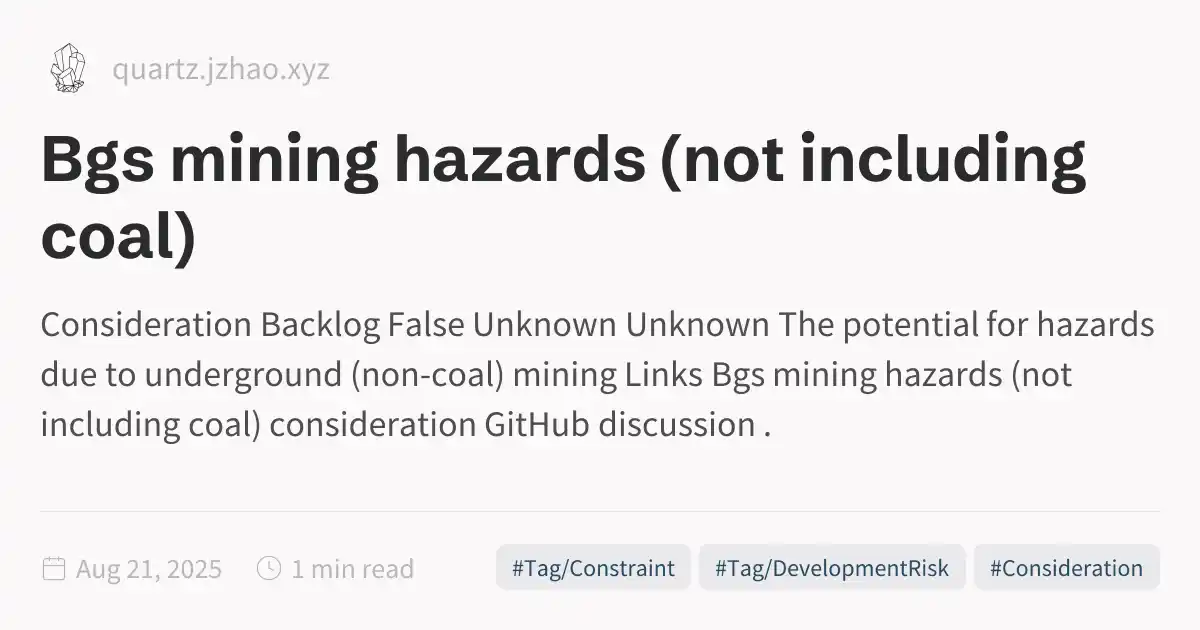 quartz.jzhao.xyz
Bgs mining hazards (not including
coal)
Consideration Backlog False Unknown Unknown The potential for hazards
due to underground (non-coal) mining Links Bgs mining hazards (not
including coal) consideration GitHub discussion .
Aug 21, 2025 1 min read #Tag/Constraint #Tag/DevelopmentRisk #Consideration